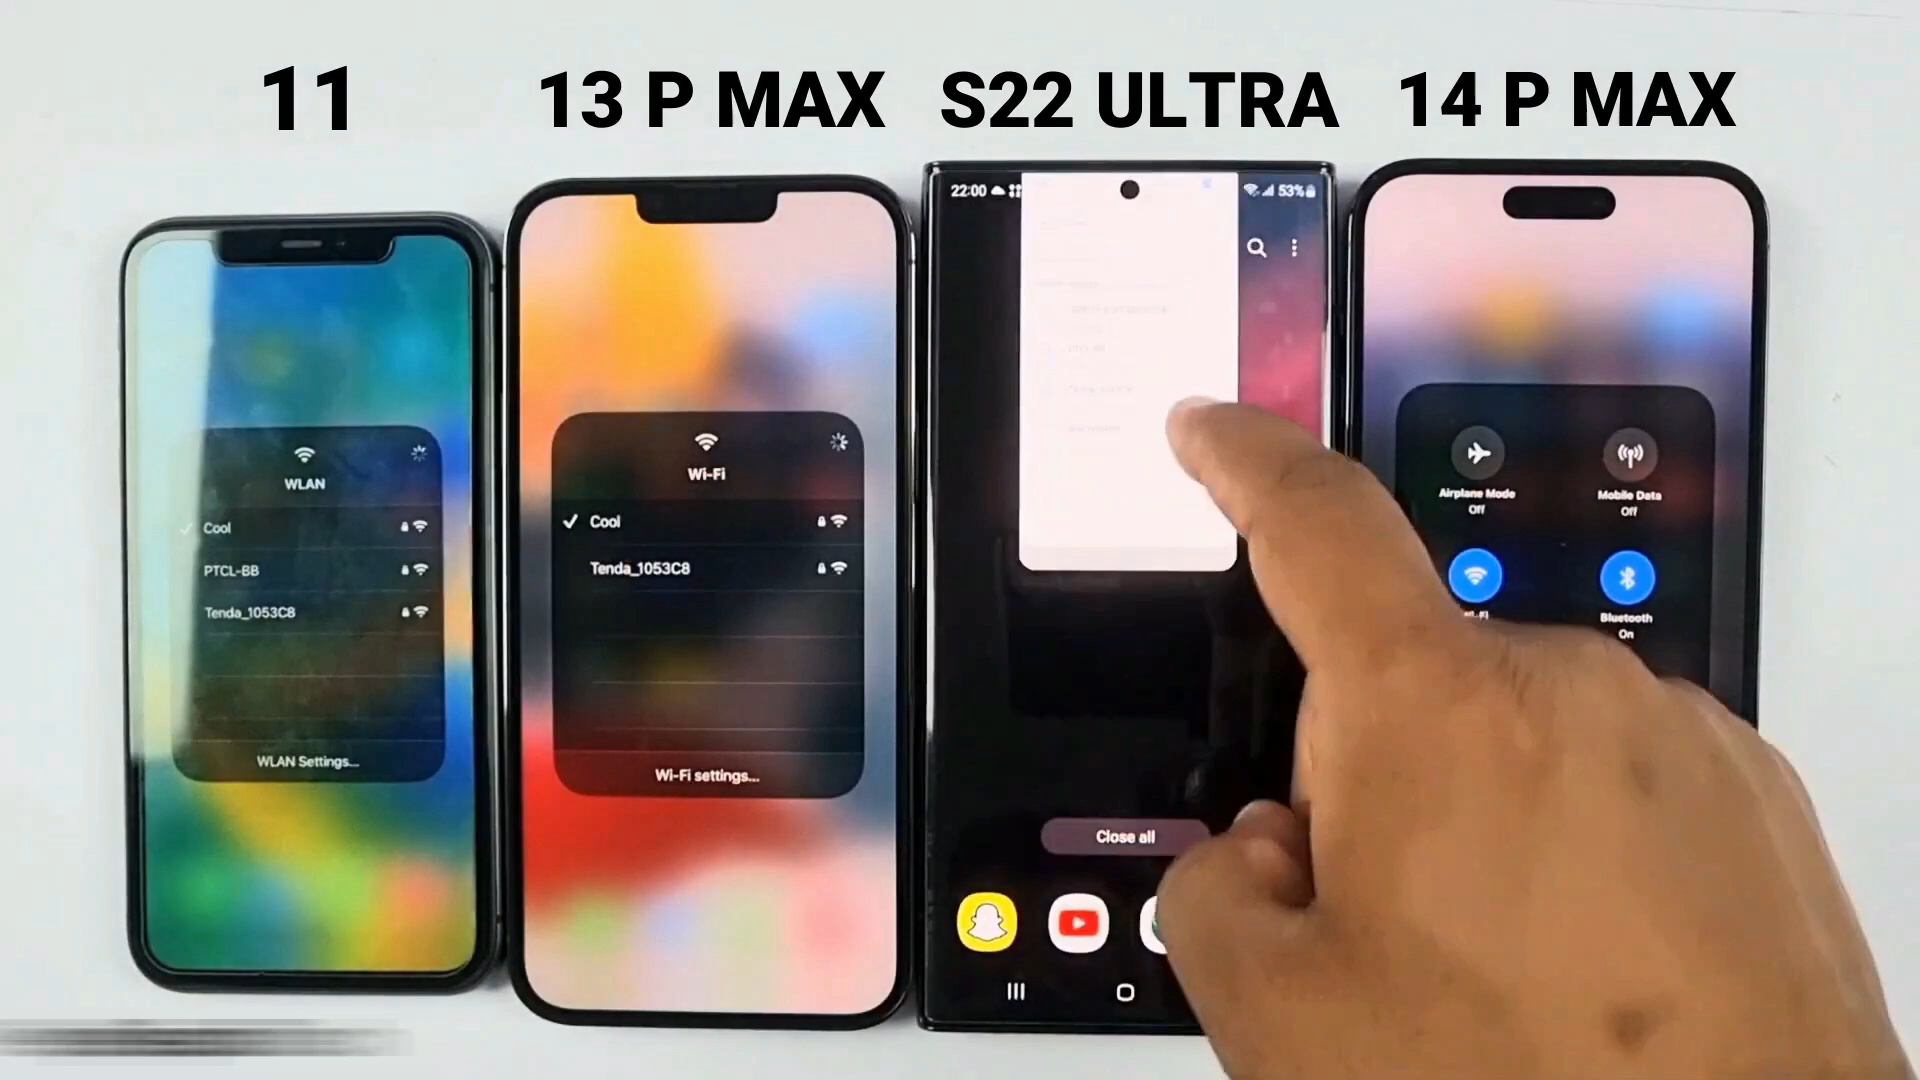 11
13 P MAX
S22 ULTRA
14 P MAX
WLAN
Cool
PTCL-BB
Tenda_1053C8
WLAN Settings...
Wi-Fi
Cool
Tenda_1053C8
Wi-Fi settings...
22:00
53%
Close all
Airplane Mode
Off
Mobile Data
Off
Bluetooth
On